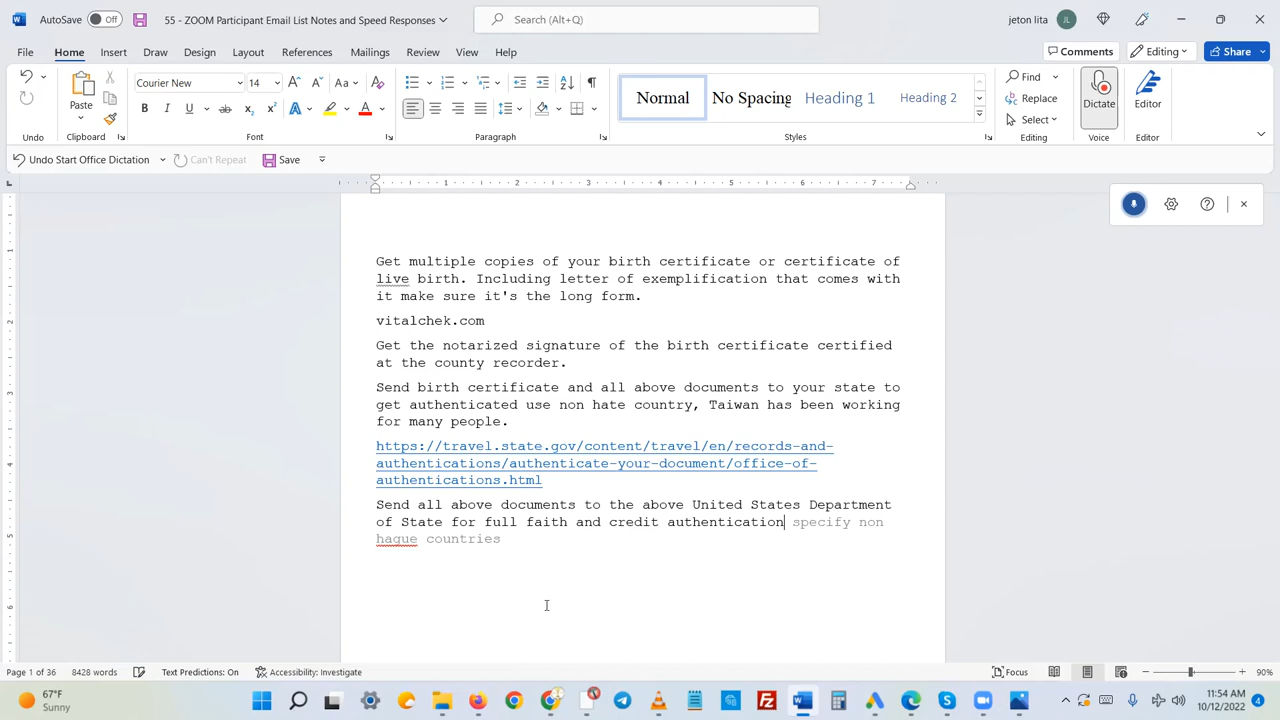 AutoSave Off 55 - ZOOM Participant Email List Notes and Speed Responses Search (Alt+Q) jeton lita JL
File Home Insert Draw Design Layout References Mailings Review View Help Comments Editing Share
Paste Courier New 14 Aa Normal No Spacing Heading 1 Heading 2 Find Replace Select Dictate Editor
Undo Clipboard Font Paragraph Styles Editing Voice Editor
Undo Start Office Dictation Can't Repeat Save
1 2 3 4 5 6 7
Get multiple copies of your birth certificate or certificate of
live birth. Including letter of exemplification that comes with
it make sure it's the long form.
vitalchek.com
Get the notarized signature of the birth certificate certified
at the county recorder.
Send birth certificate and all above documents to your state to
get authenticated use non hate country, Taiwan has been working
for many people.
https://travel.state.gov/content/travel/en/records-and-
authentications/authenticate-your-document/office-of-
authentications.html
Send all above documents to the above United States Department
of State for full faith and credit authentication specify non
hague countries
Page 1 of 36 8428 words Text Predictions: On Accessibility: Investigate Focus 90%
67°F
Sunny
11:54 AM
10/12/2022